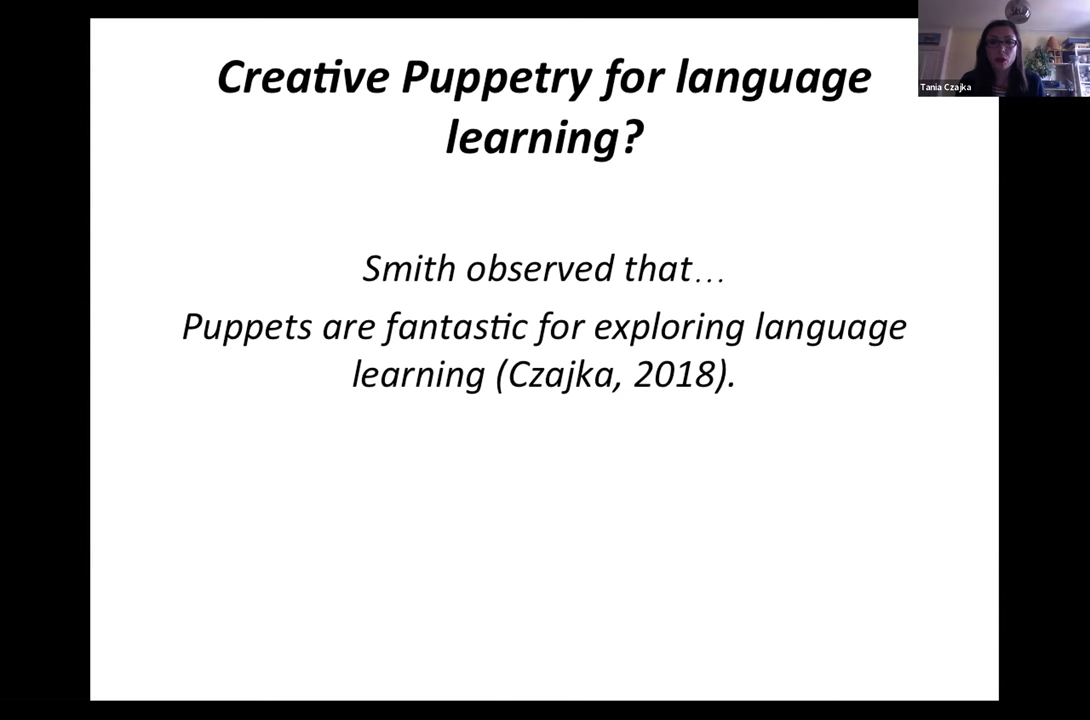 Creative Puppetry for language
learning?
Tania Czajka
Smith observed that...
Puppets are fantastic for exploring language
learning (Czajka, 2018).